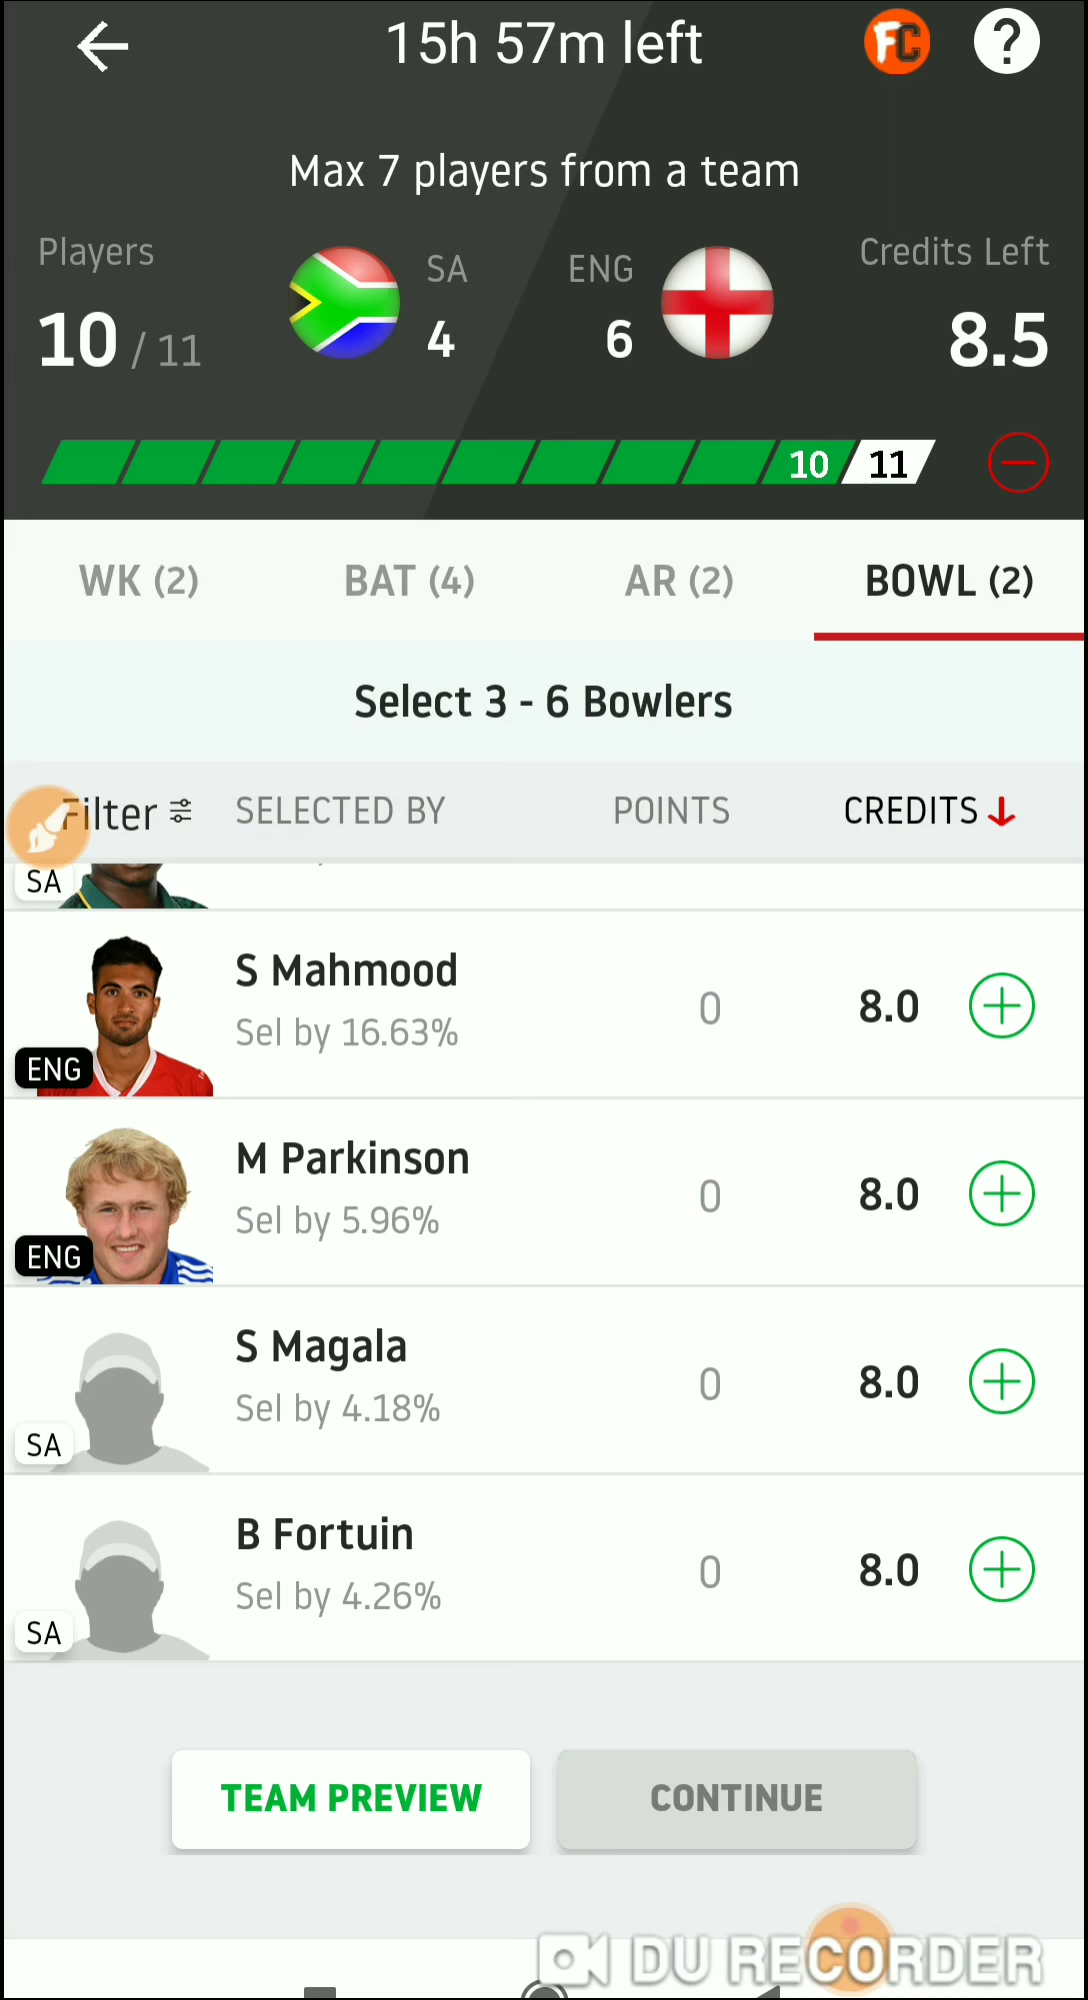 15h 57m left
FC
?
Max 7 players from a team
Players
SA
ENG
Credits Left
10 / 11
4
6
8.5
10
11
WK (2)
BAT (4)
AR (2)
BOWL (2)
Select 3 - 6 Bowlers
Filter
SELECTED BY
POINTS
CREDITS
SA
S Mahmood
Sel by 16.63%
0
8.0
ENG
M Parkinson
Sel by 5.96%
0
8.0
ENG
S Magala
Sel by 4.18%
0
8.0
SA
B Fortuin
Sel by 4.26%
0
8.0
SA
TEAM PREVIEW
CONTINUE
DU RECORDER